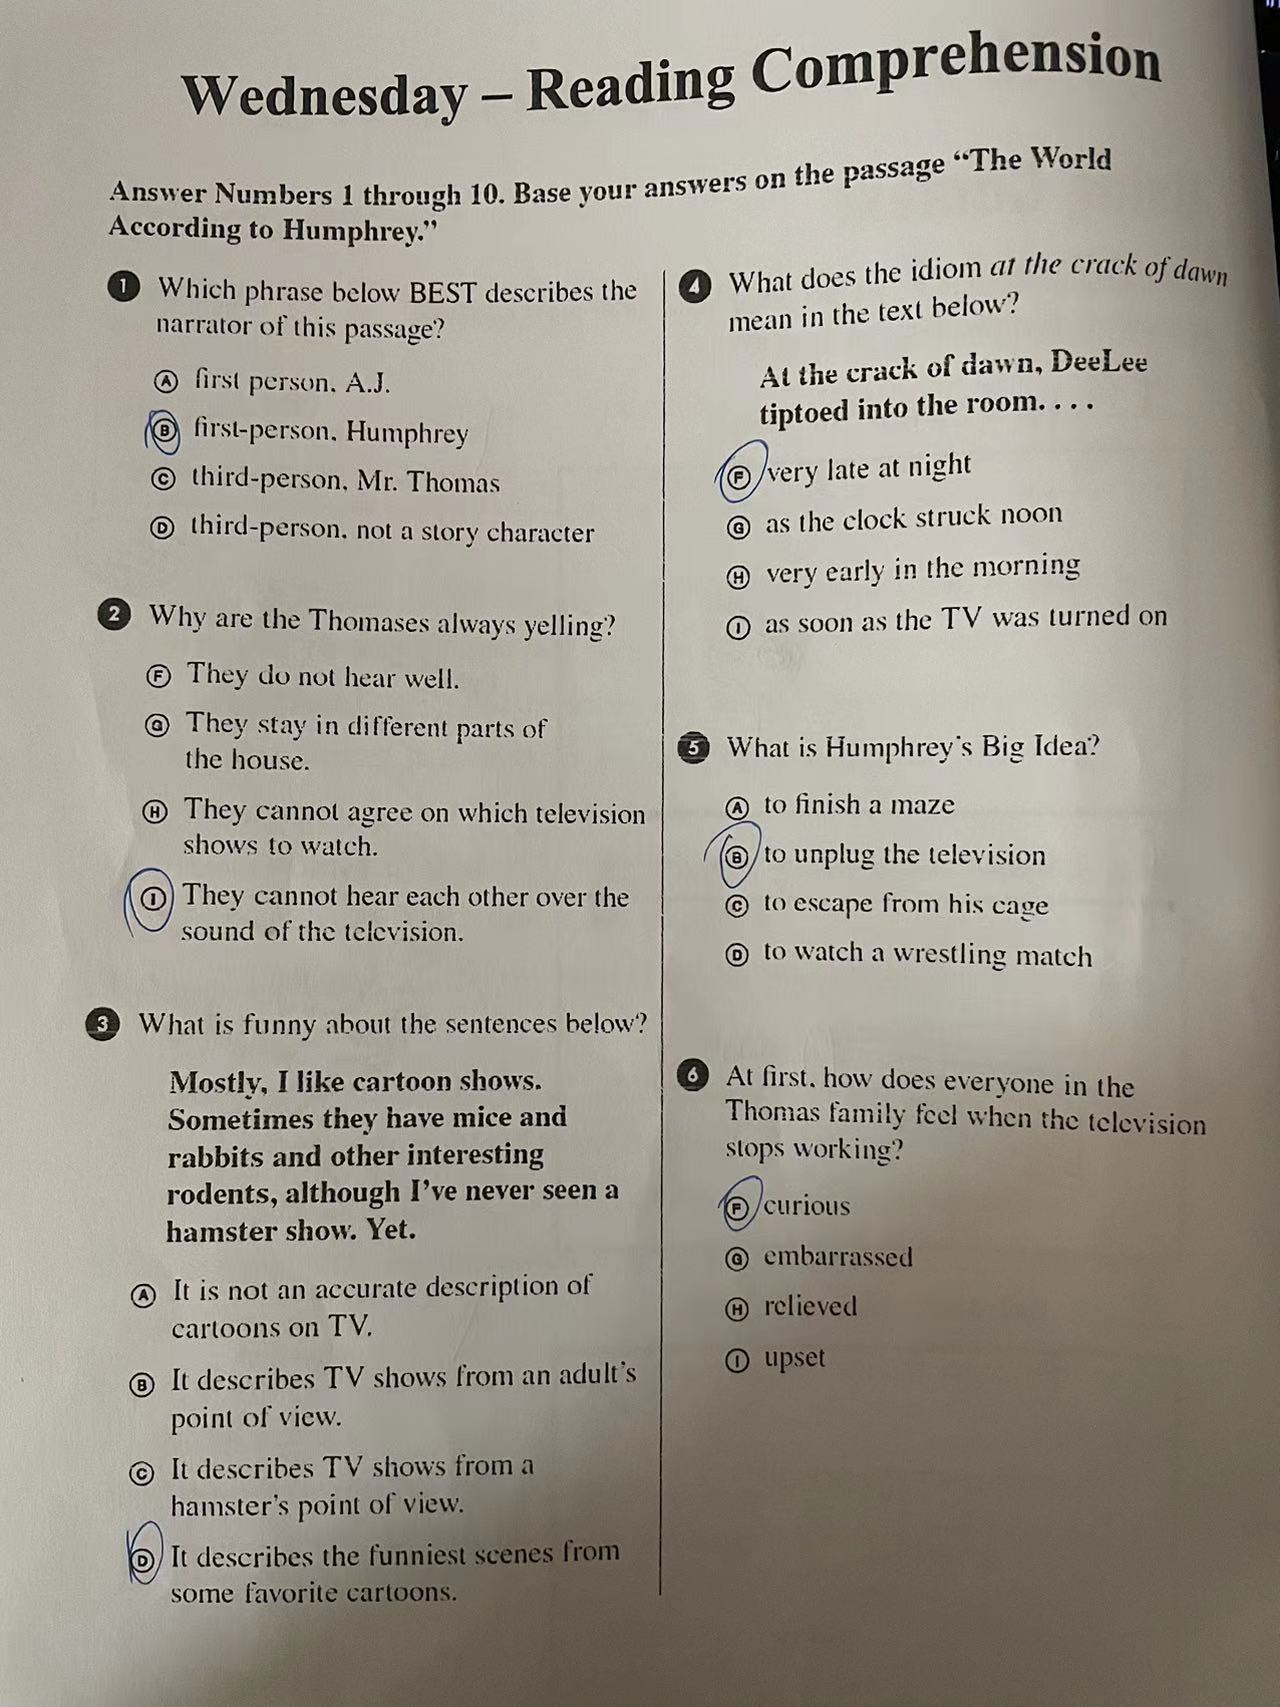 Wednesday – Reading Comprehension
Answer Numbers 1 through 10. Base your answers on the passage “The World
According to Humphrey.”
1 Which phrase below BEST describes the
narrator of this passage?
A first person, A.J.
B first-person, Humphrey
C third-person, Mr. Thomas
D third-person, not a story character
2 Why are the Thomases always yelling?
F They do not hear well.
G They stay in different parts of
the house.
H They cannot agree on which television
shows to watch.
I They cannot hear each other over the
sound of the television.
3 What is funny about the sentences below?
Mostly, I like cartoon shows.
Sometimes they have mice and
rabbits and other interesting
rodents, although I’ve never seen a
hamster show. Yet.
A It is not an accurate description of
cartoons on TV.
B It describes TV shows from an adult’s
point of view.
C It describes TV shows from a
hamster’s point of view.
D It describes the funniest scenes from
some favorite cartoons.
4 What does the idiom at the crack of dawn
mean in the text below?
At the crack of dawn, DeeLee
tiptoed into the room. . . .
F very late at night
G as the clock struck noon
H very early in the morning
I as soon as the TV was turned on
5 What is Humphrey’s Big Idea?
A to finish a maze
B to unplug the television
C to escape from his cage
D to watch a wrestling match
6 At first, how does everyone in the
Thomas family feel when the television
stops working?
F curious
G embarrassed
H relieved
I upset